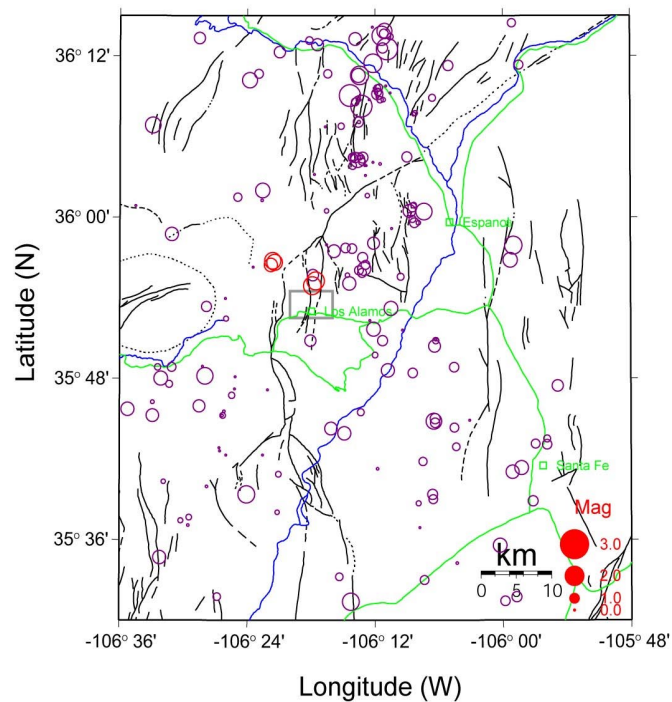 36° 12'
36° 00'
Espanola
Los Alamos
35° 48'
Santa Fe
Mag
35° 36'
km
3.0
2.0
1.0
0.0
0 5 10
-106° 36' -106° 24' -106° 12' -106° 00' -105° 48'
Latitude (N)
Longitude (W)